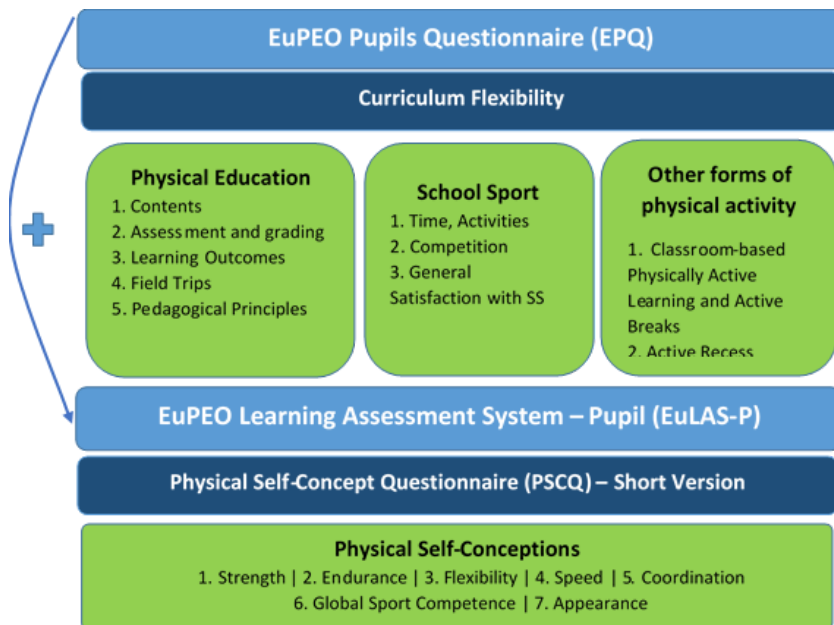 EuPEO Pupils Questionnaire (EPQ)
Curriculum Flexibility
Physical Education
1. Contents
2. Assessment and grading
3. Learning Outcomes
4. Field Trips
5. Pedagogical Principles
School Sport
1. Time, Activities
2. Competition
3. General
Satisfaction with SS
Other forms of
physical activity
1. Classroom-based
Physically Active
Learning and Active
Breaks
2. Active Recess
EuPEO Learning Assessment System – Pupil (EuLAS-P)
Physical Self-Concept Questionnaire (PSCQ) – Short Version
Physical Self-Conceptions
1. Strength | 2. Endurance | 3. Flexibility | 4. Speed | 5. Coordination
6. Global Sport Competence | 7. Appearance